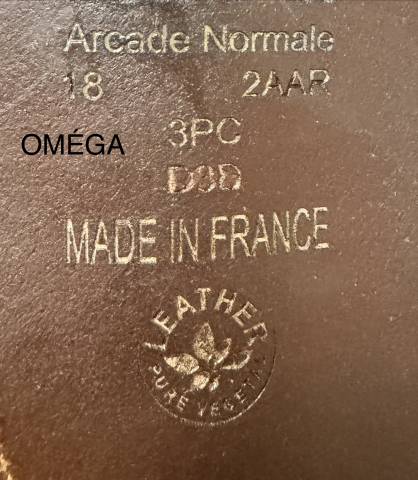 Arcade Normale
18 2AAR
OMÉGA 3PC
D3D
MADE IN FRANCE
LEATHER
PURE VEGETAL